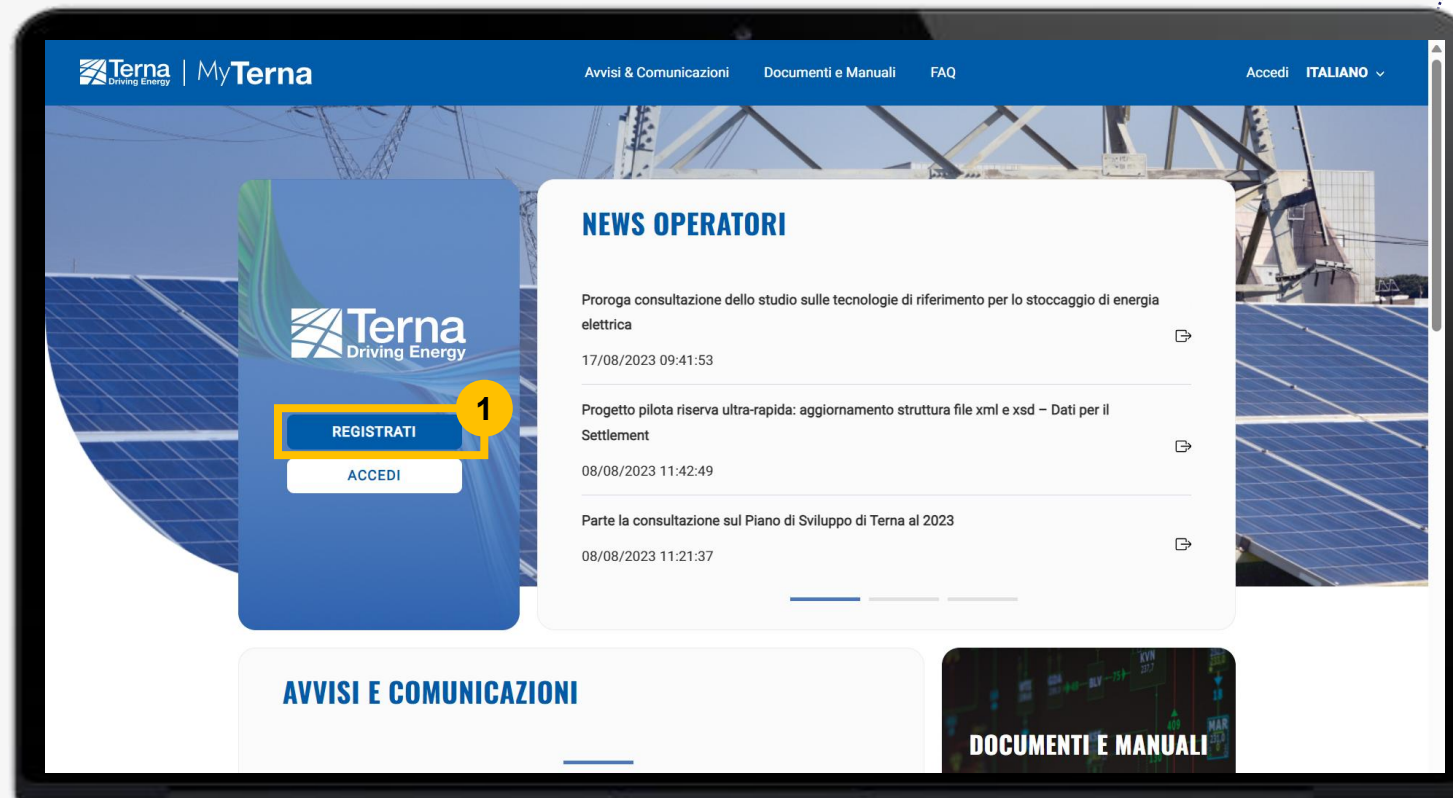 Terna
Driving Energy
MyTerna
Avvisi & Comunicazioni
Documenti e Manuali
FAQ
Accedi
ITALIANO
Terna
Driving Energy
1
REGISTRATI
ACCEDI
NEWS OPERATORI
Proroga consultazione dello studio sulle tecnologie di riferimento per lo stoccaggio di energia
elettrica
17/08/2023 09:41:53
Progetto pilota riserva ultra-rapida: aggiornamento struttura file xml e xsd – Dati per il
Settlement
08/08/2023 11:42:49
Parte la consultazione sul Piano di Sviluppo di Terna al 2023
08/08/2023 11:21:37
AVVISI E COMUNICAZIONI
KVN
BLV
MAR
409
DOCUMENTI E MANUALI